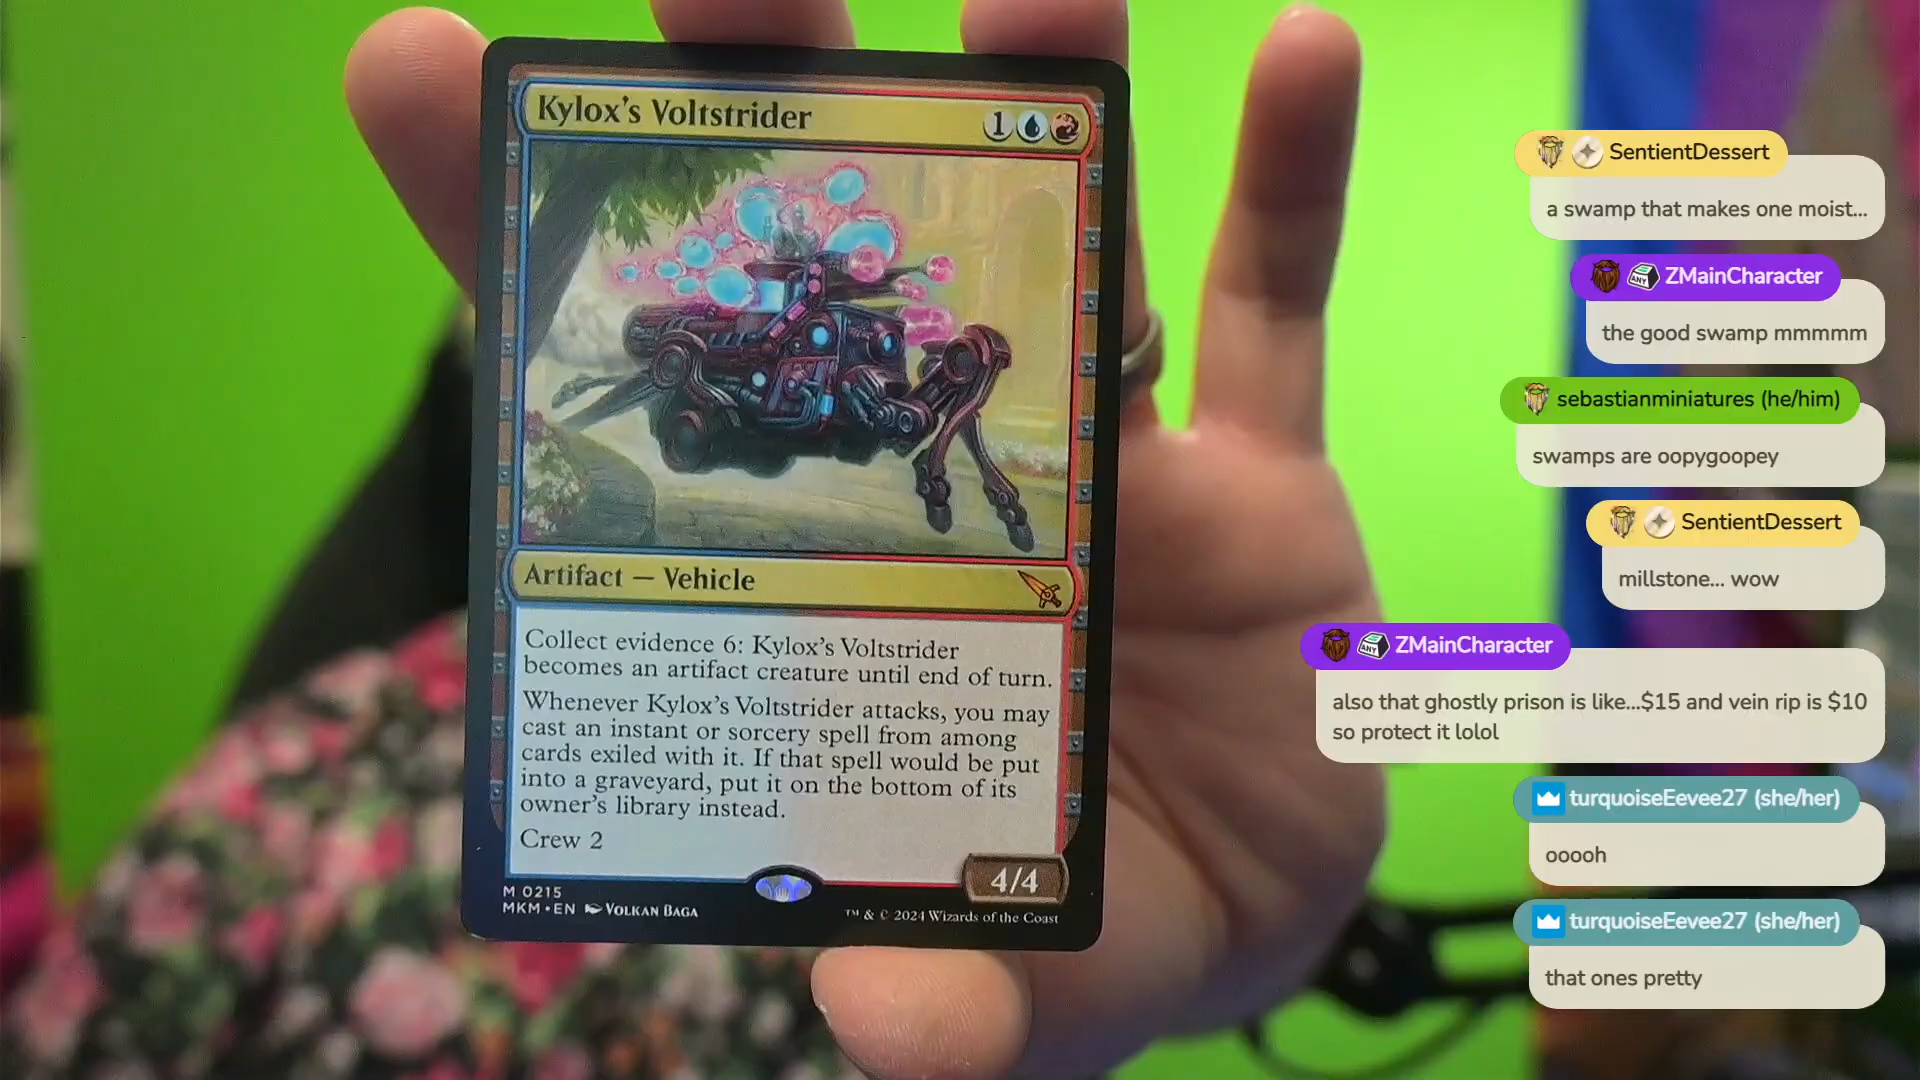 Kylox's Voltstrider
1
Artifact — Vehicle
Collect evidence 6: Kylox's Voltstrider
becomes an artifact creature until end of turn.
Whenever Kylox's Voltstrider attacks, you may
cast an instant or sorcery spell from among
cards exiled with it. If that spell would be put
into a graveyard, put it on the bottom of its
owner's library instead.
Crew 2
4/4
M 0215
MKM • EN VOLKAN BAGA
™ & © 2024 Wizards of the Coast
SentientDessert
a swamp that makes one moist...
ANY ZMainCharacter
the good swamp mmmmm
sebastianminiatures (he/him)
swamps are oopygoopey
SentientDessert
millstone... wow
ANY ZMainCharacter
also that ghostly prison is like...$15 and vein rip is $10
so protect it lolol
turquoiseEevee27 (she/her)
ooooh
turquoiseEevee27 (she/her)
that ones pretty